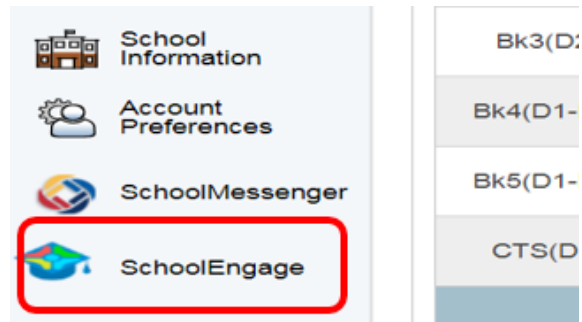 School
Information
Account
Preferences
SchoolMessenger
SchoolEngage
Bk3(D2
Bk4(D1-
Bk5(D1-
CTS(D